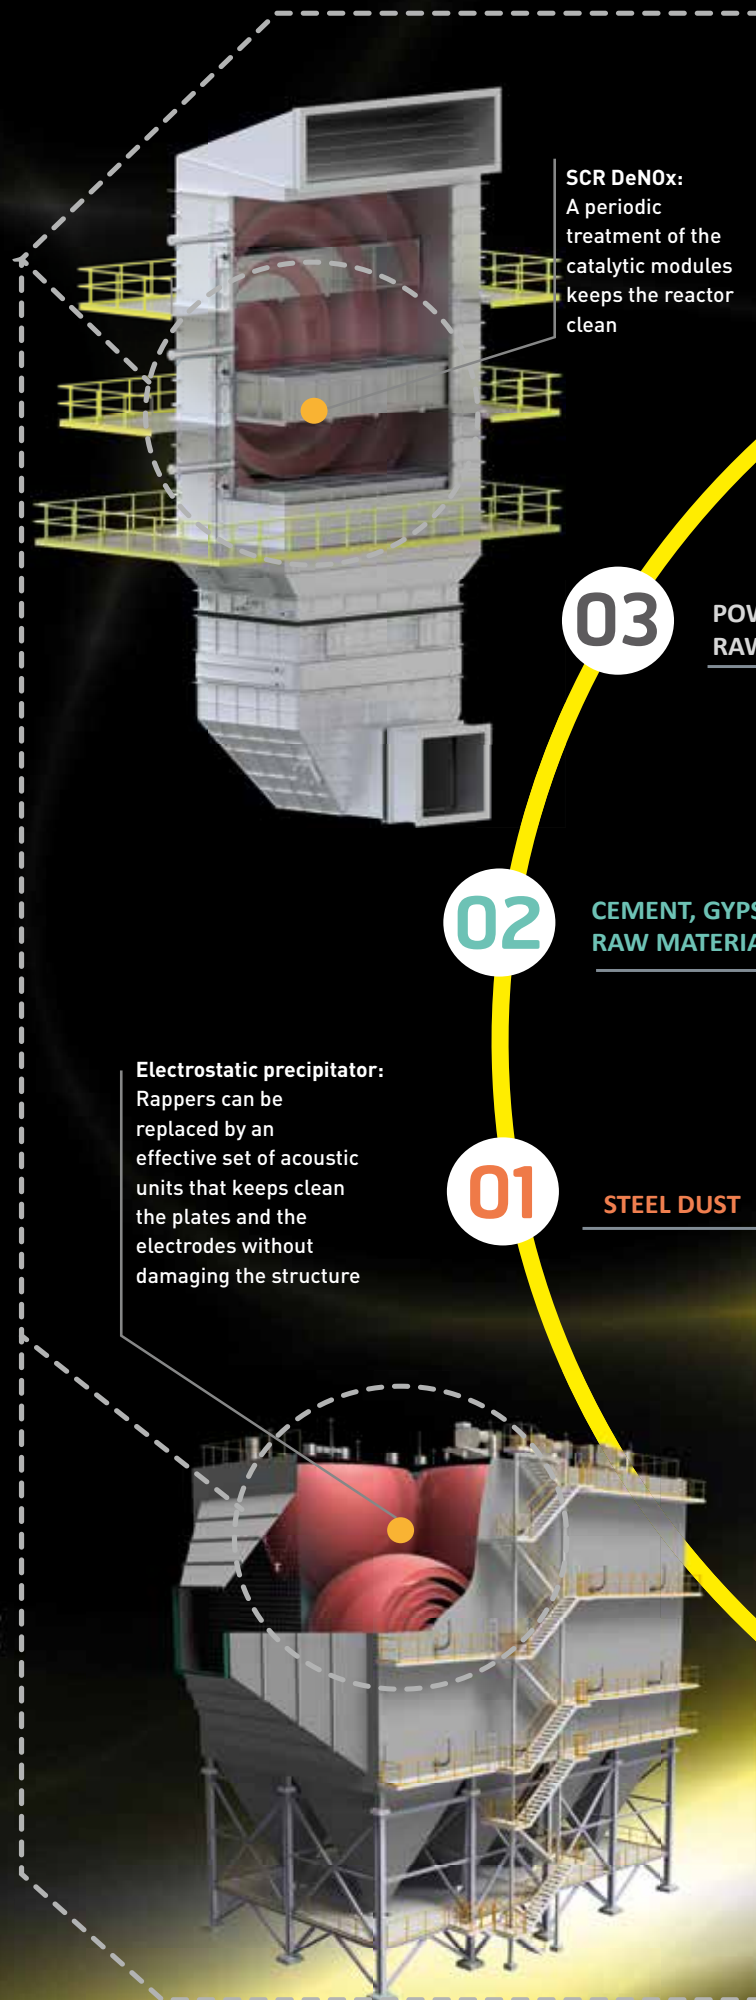 SCR DeNOx:
A periodic
treatment of the
catalytic modules
keeps the reactor
clean
03
02
CEMENT,
RAW
Electrostatic precipitator:
Rappers can be
replaced by an
effective set of acoustic
units that keeps clean
the plates and the
electrodes without
damaging the structure
01
STEEL DUST